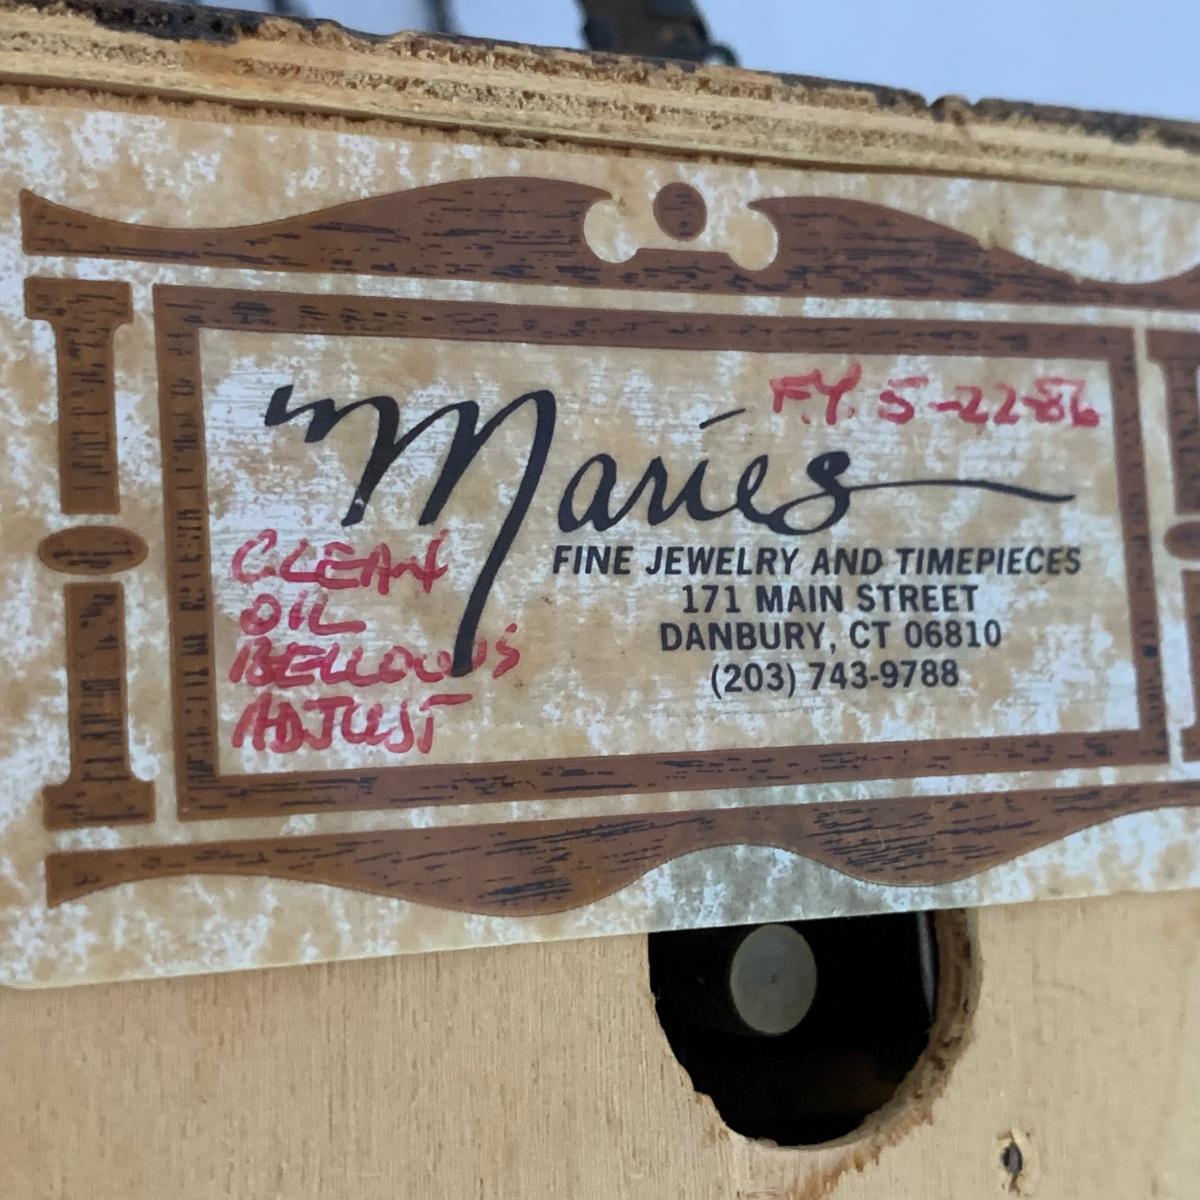 F.Y. 5-22-86
Maries
FINE JEWELRY AND TIMEPIECES
171 MAIN STREET
DANBURY, CT 06810
(203) 743-9788
CLEAN
OIL
BELLOWS
ADJUST